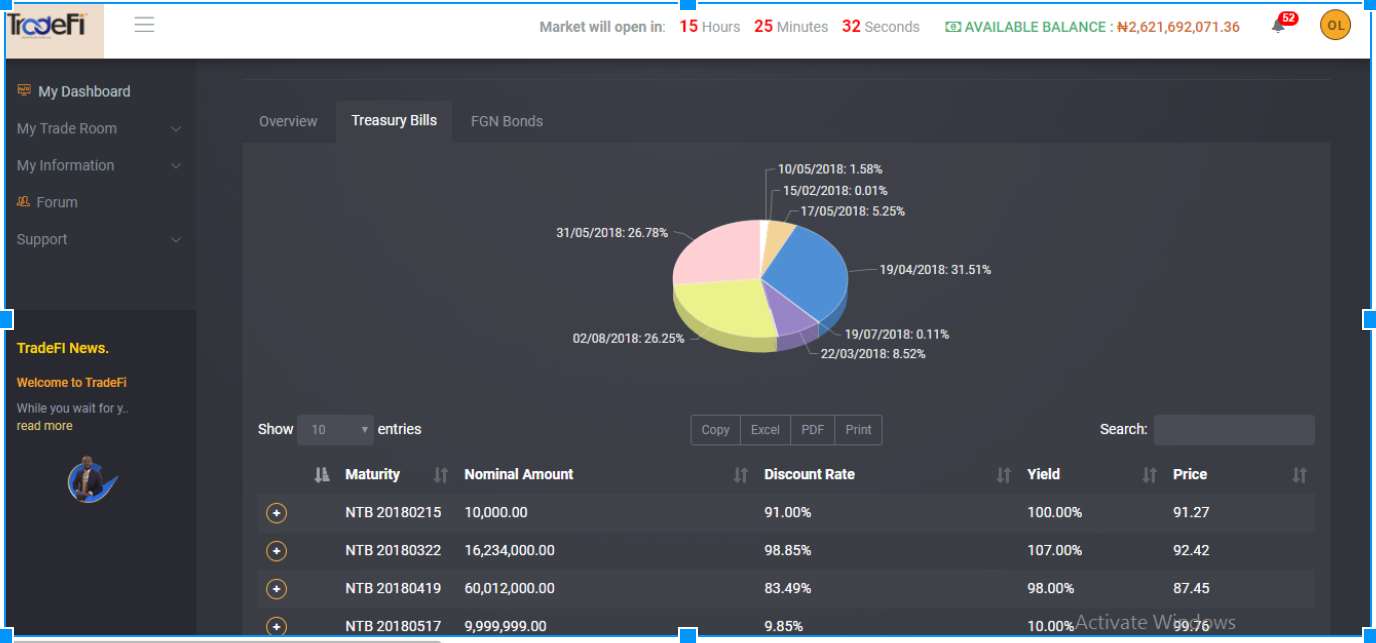 TradeFi
Market will open in: 15 Hours 25 Minutes 32 Seconds
AVAILABLE BALANCE : ₦2,621,692,071.36
52
OL
My Dashboard
My Trade Room
My Information
Forum
Support
TradeFI News.
Welcome to TradeFi
While you wait for y..
read more
Overview
Treasury Bills
FGN Bonds
10/05/2018: 1.58%
15/02/2018: 0.01%
17/05/2018: 5.25%
31/05/2018: 26.78%
19/04/2018: 31.51%
19/07/2018: 0.11%
02/08/2018: 26.25%
22/03/2018: 8.52%
Show 10 entries
Copy Excel PDF Print
Search:
Maturity Nominal Amount Discount Rate Yield Price
NTB 20180215 10,000.00 91.00% 100.00% 91.27
NTB 20180322 16,234,000.00 98.85% 107.00% 92.42
NTB 20180419 60,012,000.00 83.49% 98.00% 87.45
NTB 20180517 9,999,999.00 9.85% 10.00% 99.76
Activate Windows